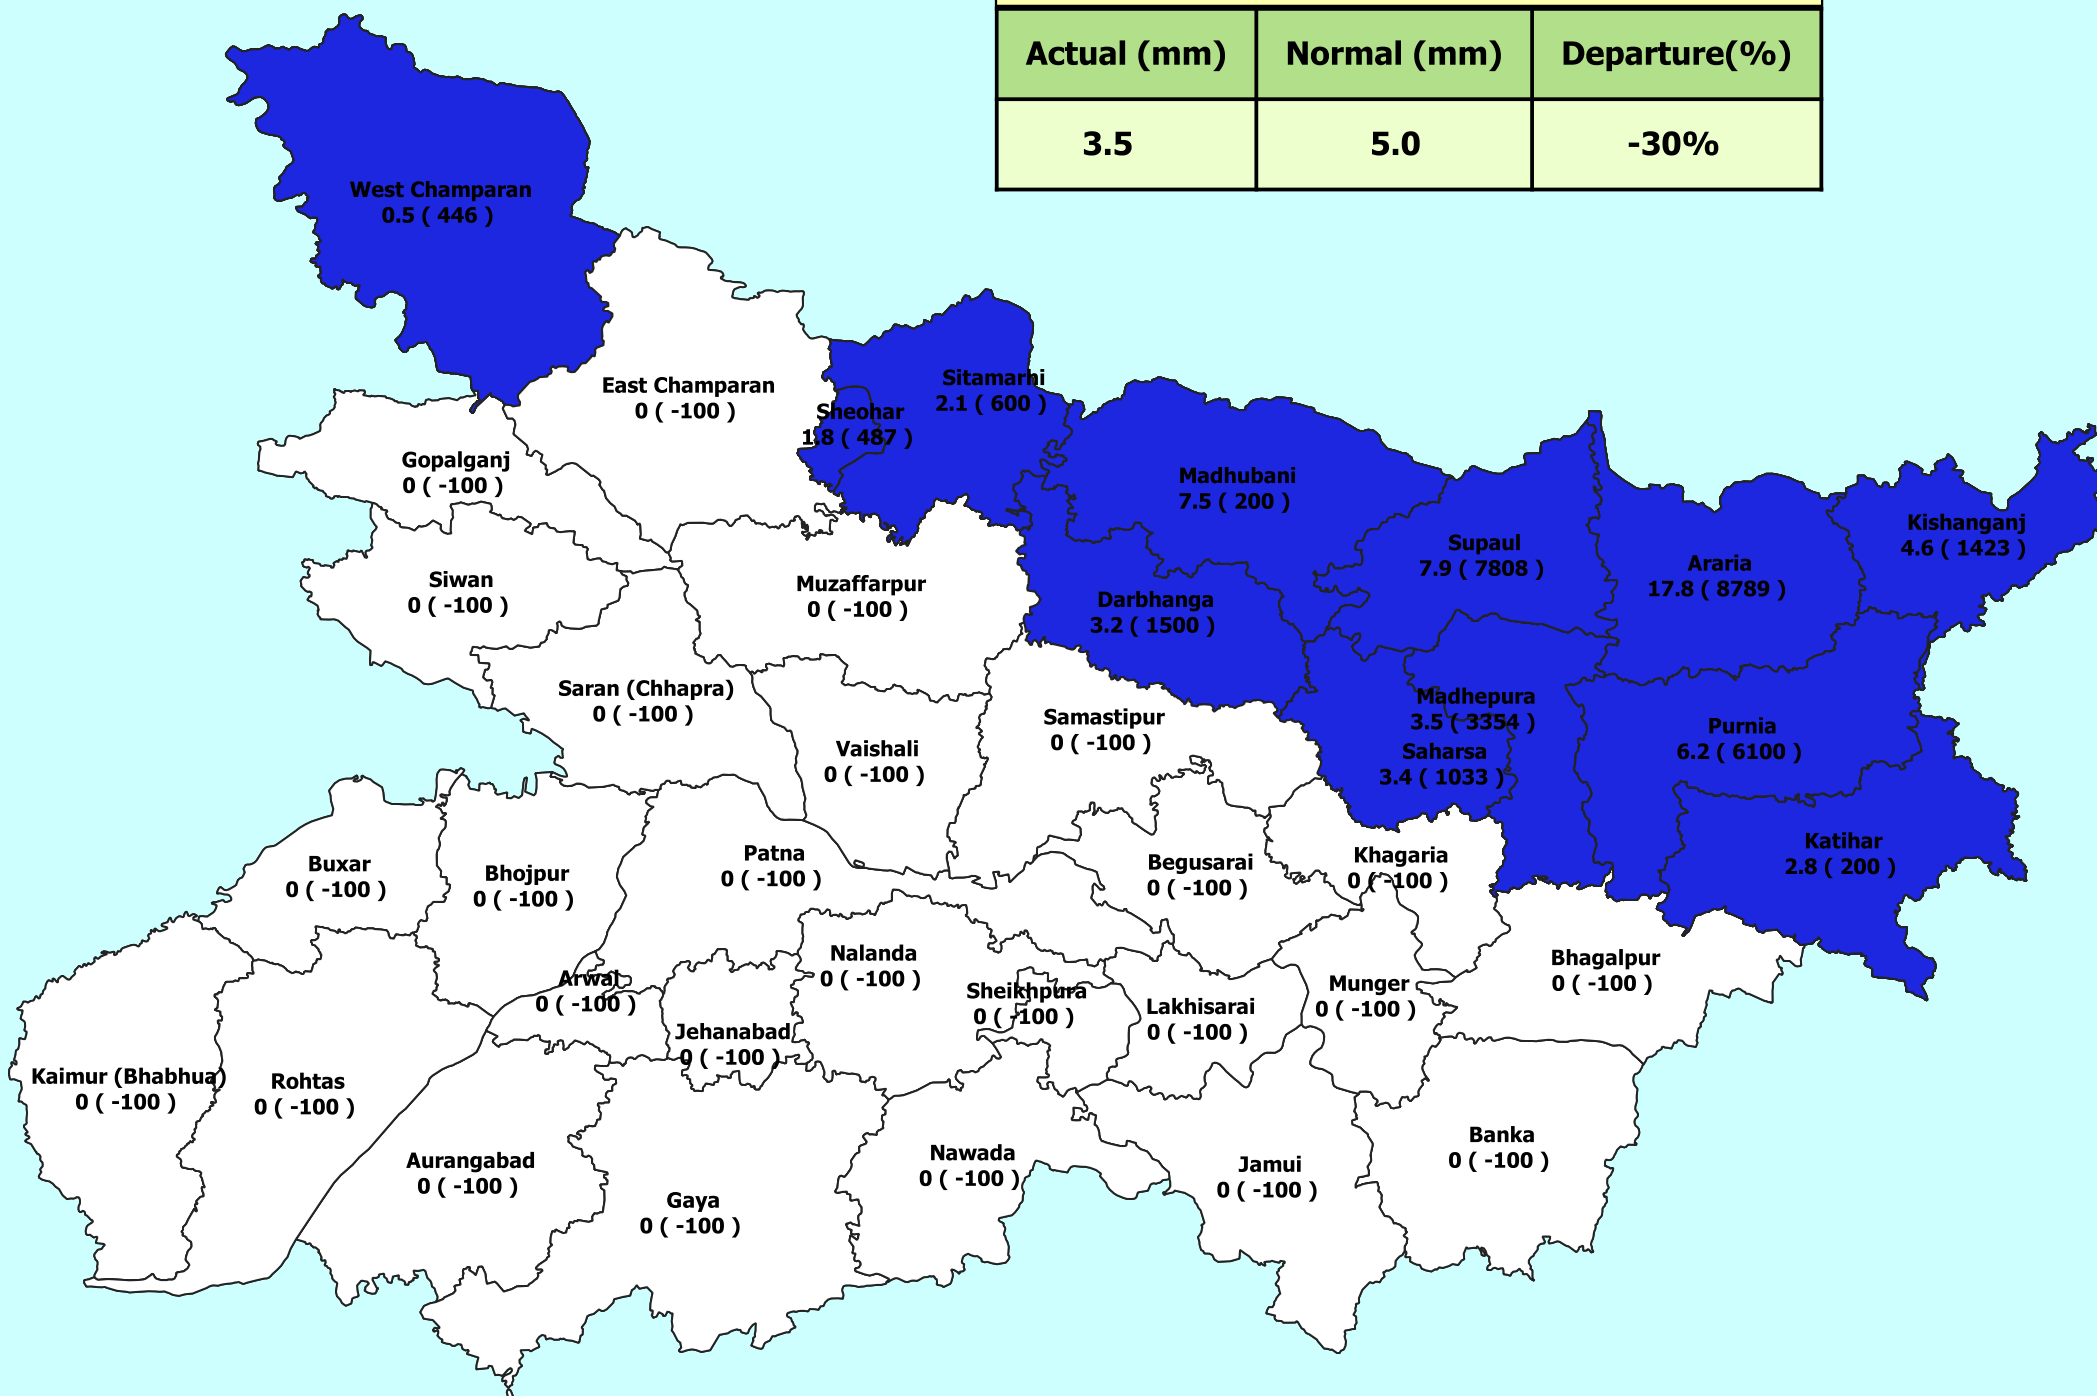 Actual (mm) Normal (mm) Departure(%)
3.5 5.0 -30%
West Champaran
0.5 ( 446 )
East Champaran
0 ( -100 )
Sitamarhi
2.1 ( 600 )
Sheohar
1.8 ( 487 )
Gopalganj
0 ( -100 )
Madhubani
7.5 ( 200 )
Supaul
7.9 ( 7808 )
Araria
17.8 ( 8789 )
Kishanganj
4.6 ( 1423 )
Siwan
0 ( -100 )
Muzaffarpur
0 ( -100 )
Darbhanga
3.2 ( 1500 )
Saran (Chhapra)
0 ( -100 )
Samastipur
0 ( -100 )
Madhepura
3.5 ( 3354 )
Saharsa
3.4 ( 1033 )
Purnia
6.2 ( 6100 )
Vaishali
0 ( -100 )
Katihar
2.8 ( 200 )
Buxar
0 ( -100 )
Bhojpur
0 ( -100 )
Patna
0 ( -100 )
Begusarai
0 ( -100 )
Khagaria
0 ( -100 )
Arwal
0 ( -100 )
Nalanda
0 ( -100 )
Sheikhpura
0 ( -100 )
Lakhisarai
0 ( -100 )
Munger
0 ( -100 )
Bhagalpur
0 ( -100 )
Jehanabad
0 ( -100 )
Kaimur (Bhabhua)
0 ( -100 )
Rohtas
0 ( -100 )
Aurangabad
0 ( -100 )
Gaya
0 ( -100 )
Nawada
0 ( -100 )
Jamui
0 ( -100 )
Banka
0 ( -100 )